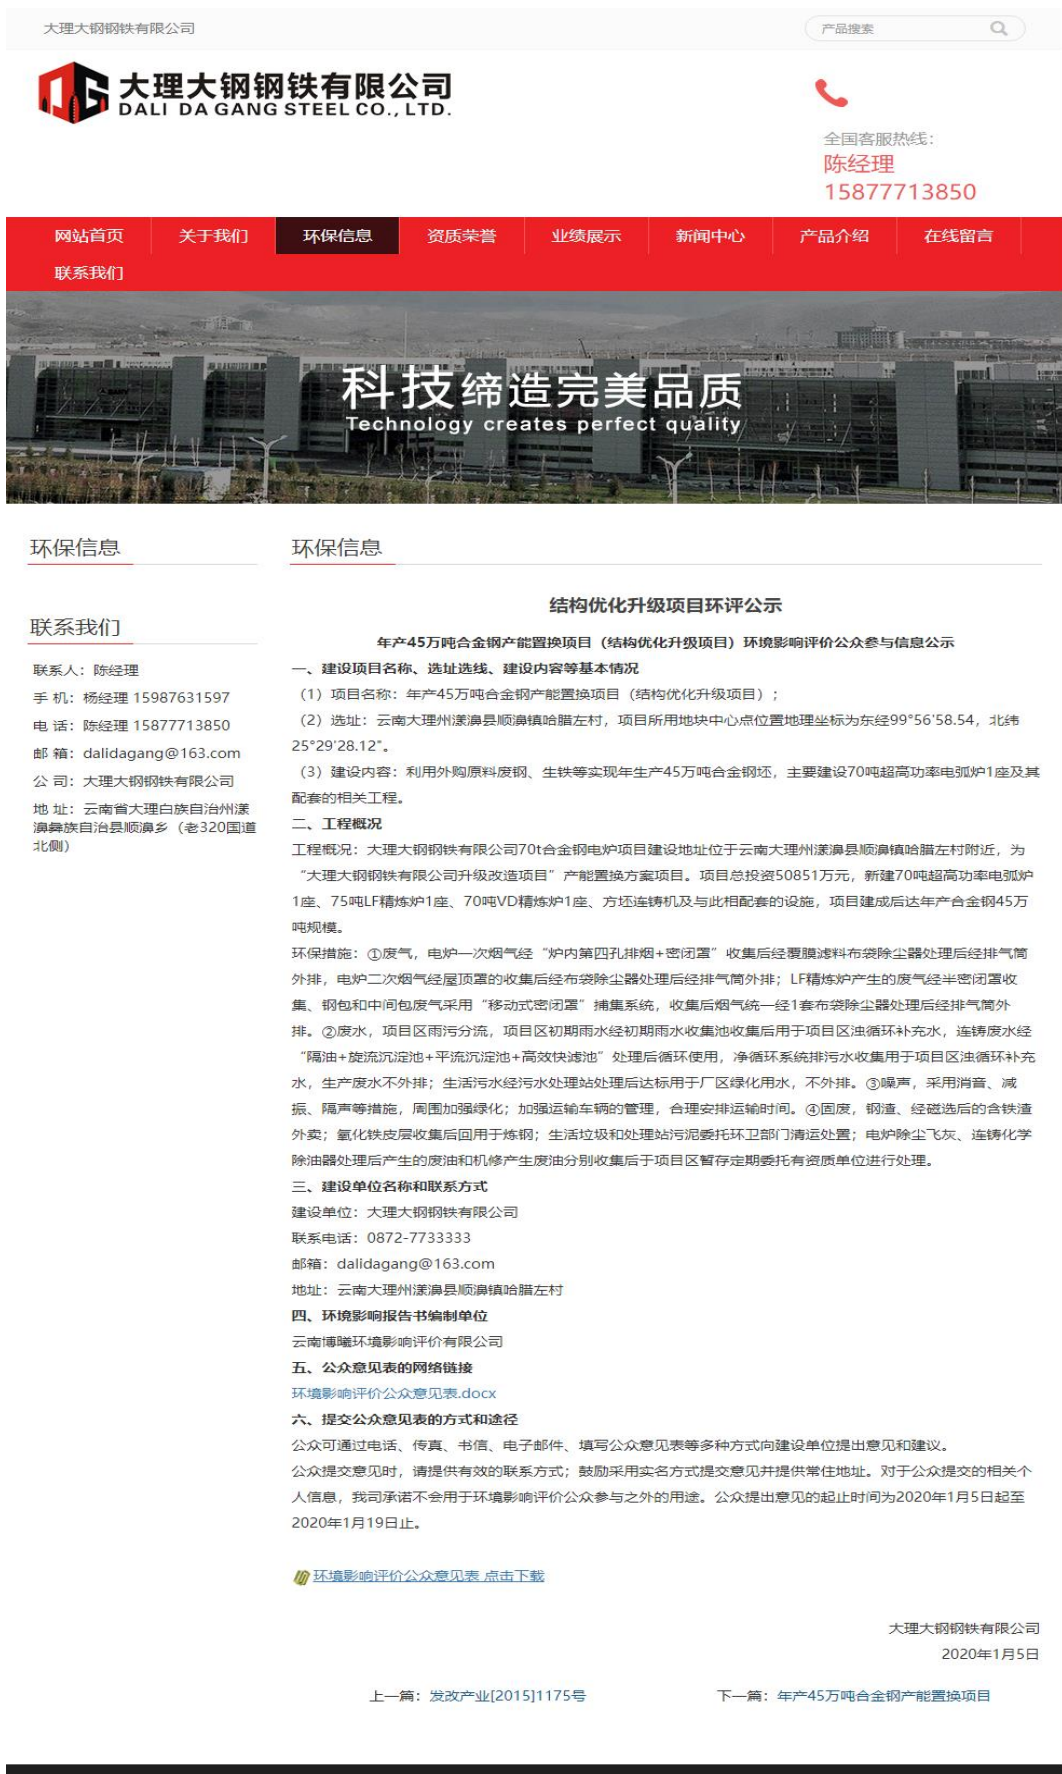 大理大钢钢铁有限公司
产品搜索
大理大钢钢铁有限公司
DALI DA GANG STEEL CO., LTD.
全国客服热线：
陈经理
15877713850
网站首页 关于我们 环保信息 资质荣誉 业绩展示 新闻中心 产品介绍 在线留言
联系我们
科技缔造完美品质
Technology creates perfect quality
环保信息
联系我们
联系人：陈经理
手 机：杨经理 15987631597
电 话：陈经理 15877713850
邮 箱：dalidagang@163.com
公 司：大理大钢钢铁有限公司
地 址：云南省大理白族自治州漾
濞彝族自治县顺濞乡（老320国道
北侧）
环保信息
结构优化升级项目环评公示
年产45万吨合金钢产能置换项目（结构优化升级项目）环境影响评价公众参与信息公示
一、建设项目名称、选址选线、建设内容等基本情况
（1）项目名称：年产45万吨合金钢产能置换项目（结构优化升级项目）；
（2）选址：云南大理州漾濞县顺濞镇哈腊左村，项目所用地块中心点位置地理坐标为东经99°56'58.54，北纬
25°29'28.12"。
（3）建设内容：利用外购原料废钢、生铁等实现年生产45万吨合金钢坯，主要建设70吨超高功率电弧炉1座及其
配套的相关工程。
二、工程概况
工程概况：大理大钢钢铁有限公司70t合金钢电炉项目建设地址位于云南大理州漾濞县顺濞镇哈腊左村附近，为
“大理大钢钢铁有限公司升级改造项目”产能置换方案项目。项目总投资50851万元，新建70吨超高功率电弧炉
1座、75吨LF精炼炉1座、70吨VD精炼炉1座、方坯连铸机及与此相配套的设施，项目建成后达年产合金钢45万
吨规模。
环保措施：①废气，电炉一次烟气经“炉内第四孔排烟+密闭罩”收集后经覆膜滤料布袋除尘器处理后经排气筒
外排，电炉二次烟气经屋顶罩的收集后经布袋除尘器处理后经排气筒外排；LF精炼炉产生的废气经半密闭罩收
集、钢包和中间包废气采用“移动式密闭罩”捕集系统，收集后烟气统一经1套布袋除尘器处理后经排气筒外
排。②废水，项目区雨污分流，项目区初期雨水经初期雨水收集池收集后用于项目区浊循环补充水，连铸废水经
“隔油+旋流沉淀池+平流沉淀池+高效快滤池”处理后循环使用，净循环系统排污水收集用于项目区浊循环补充
水，生产废水不外排；生活污水经污水处理站处理后达标用于厂区绿化用水，不外排。③噪声，采用消音、减
振、隔声等措施，周围加强绿化；加强运输车辆的管理，合理安排运输时间。④固废，钢渣、经磁选后的含铁渣
外卖；氧化铁皮层收集后回用于炼钢；生活垃圾和处理站污泥委托环卫部门清运处置；电炉除尘飞灰、连铸化学
除油器处理后产生的废油和机修产生废油分别收集后于项目区暂存定期委托有资质单位进行处理。
三、建设单位名称和联系方式
建设单位：大理大钢钢铁有限公司
联系电话：0872-7733333
邮箱：dalidagang@163.com
地址：云南大理州漾濞县顺濞镇哈腊左村
四、环境影响报告书编制单位
云南博曦环境影响评价有限公司
五、公众意见表的网络链接
环境影响评价公众意见表.docx
六、提交公众意见表的方式和途径
公众可通过电话、传真、书信、电子邮件、填写公众意见表等多种方式向建设单位提出意见和建议。
公众提交意见时，请提供有效的联系方式；鼓励采用实名方式提交意见并提供常住地址。对于公众提交的相关个
人信息，我司承诺不会用于环境影响评价公众参与之外的用途。公众提出意见的起止时间为2020年1月5日起至
2020年1月19日止。
环境影响评价公众意见表 点击下载
大理大钢钢铁有限公司
2020年1月5日
上一篇：发改产业[2015]1175号 下一篇：年产45万吨合金钢产能置换项目